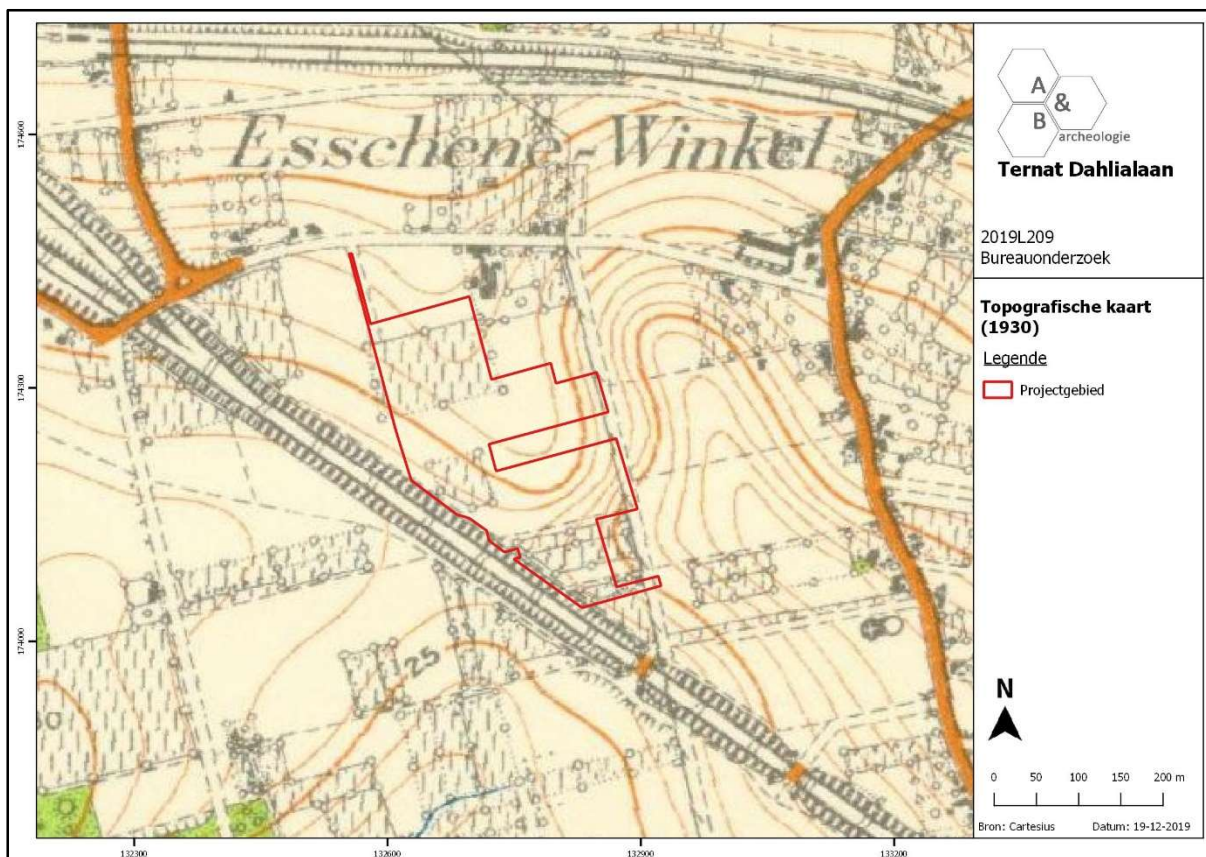 Esschene-Winkel
25
174600
174300
174000
132300
132600
132900
133200
A
&
B
archeologie
Ternat Dahlialaan
2019L209
Bureauonderzoek
Topografische kaart
(1930)
Legende
Projectgebied
N
0 50 100 150 200 m
Bron: Cartesius Datum: 19-12-2019